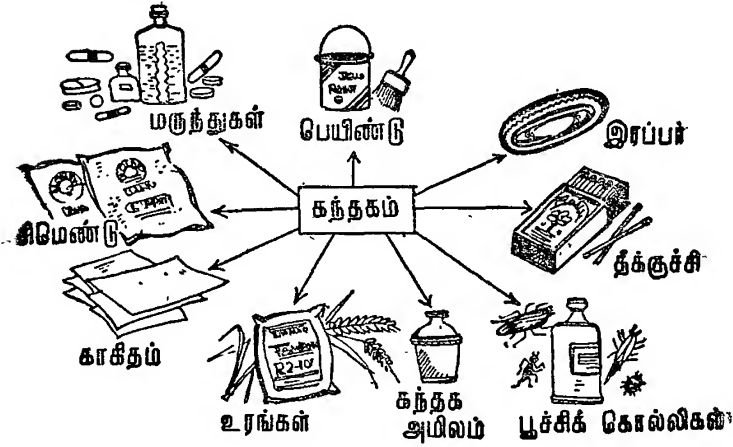 மருந்துகள்
பெயிண்டு
இரப்பர்
சிமெண்டு
கந்தகம்
தீக்குச்சி
காகிதம்
உரங்கள்
கந்தக
அமிலம்
பூச்சிக் கொல்லிகள்